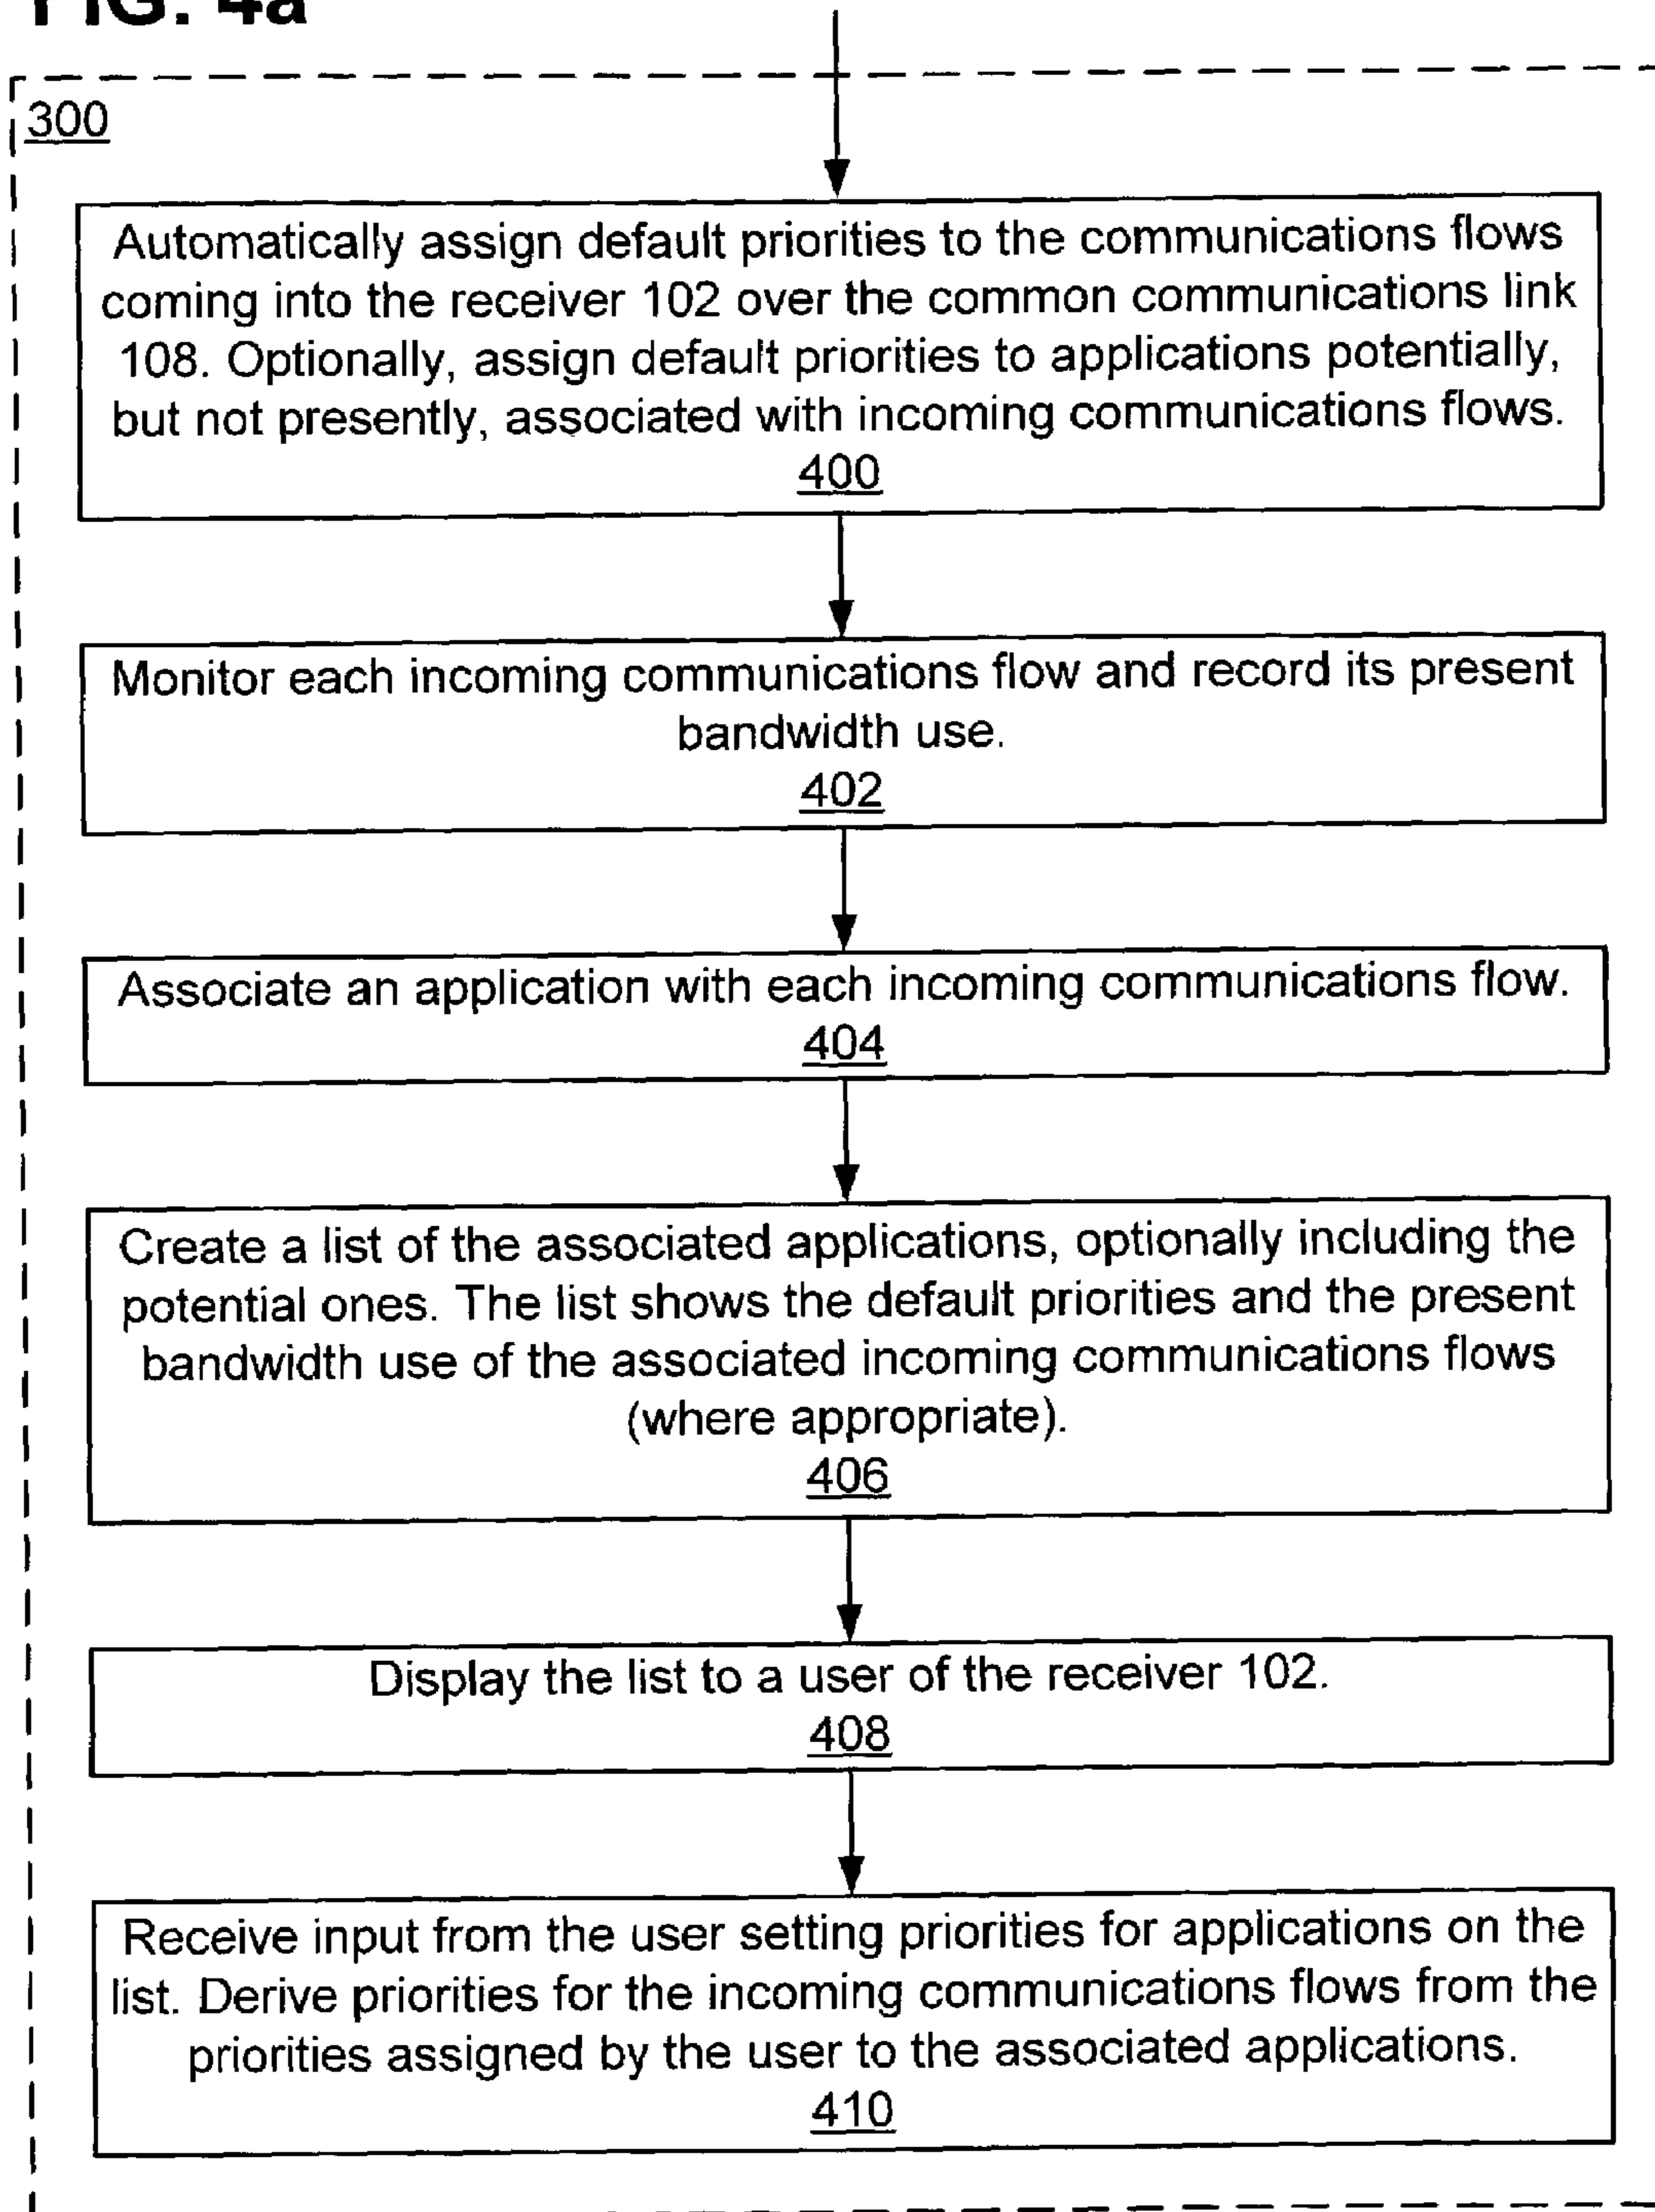 FIG. 4a
300
Automatically assign default priorities to the communications flows
coming into the receiver 102 over the common communications link
108. Optionally, assign default priorities to applications potentially,
but not presently, associated with incoming communications flows.
400
Monitor each incoming communications flow and record its present
bandwidth use.
402
Associate an application with each incoming communications flow.
404
Create a list of the associated applications, optionally including the
potential ones. The list shows the default priorities and the present
bandwidth use of the associated incoming communications flows
(where appropriate).
406
Display the list to a user of the receiver 102.
408
Receive input from the user setting priorities for applications on the
list. Derive priorities for the incoming communications flows from the
priorities assigned by the user to the associated applications.
410